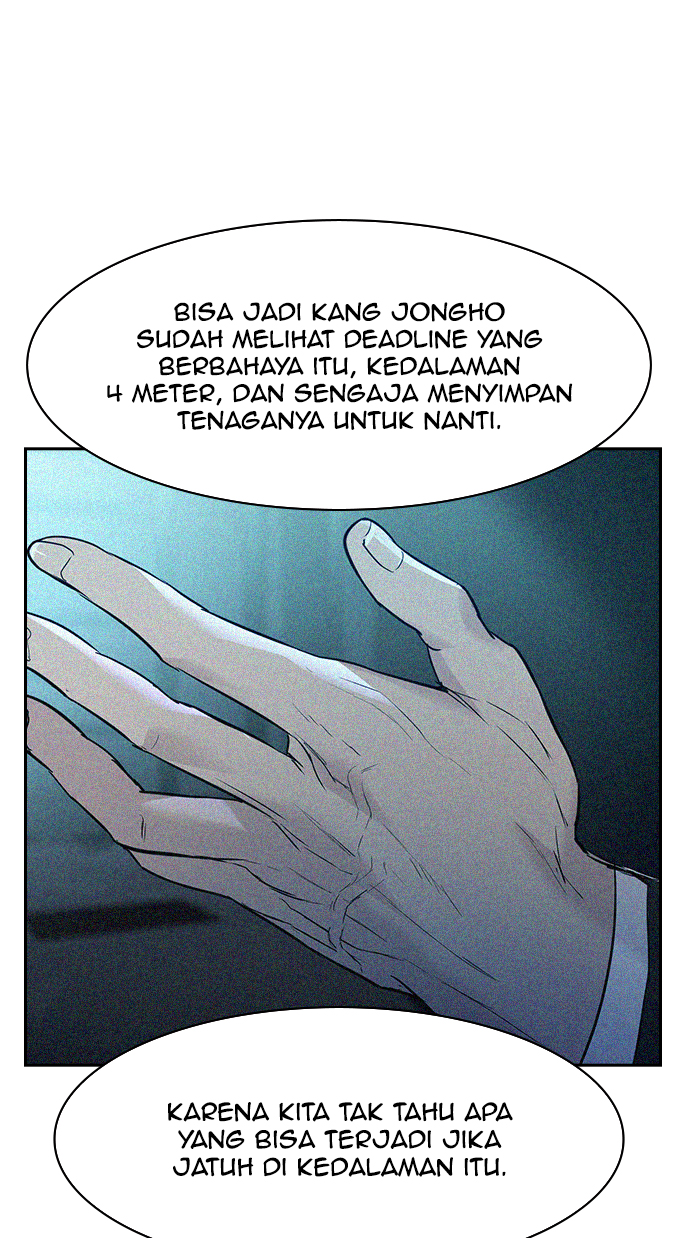 BISA JADI KANG JONGHO
SUDAH MELIHAT DEADLINE YANG
BERBAHAYA ITU, KEDALAMAN
4 METER, DAN SENGAJA MENYIMPAN
TENAGANYA UNTUK NANTI.
KARENA KITA TAK TAHU APA
YANG BISA TERJADI JIKA
JATUH DI KEDALAMAN ITU.